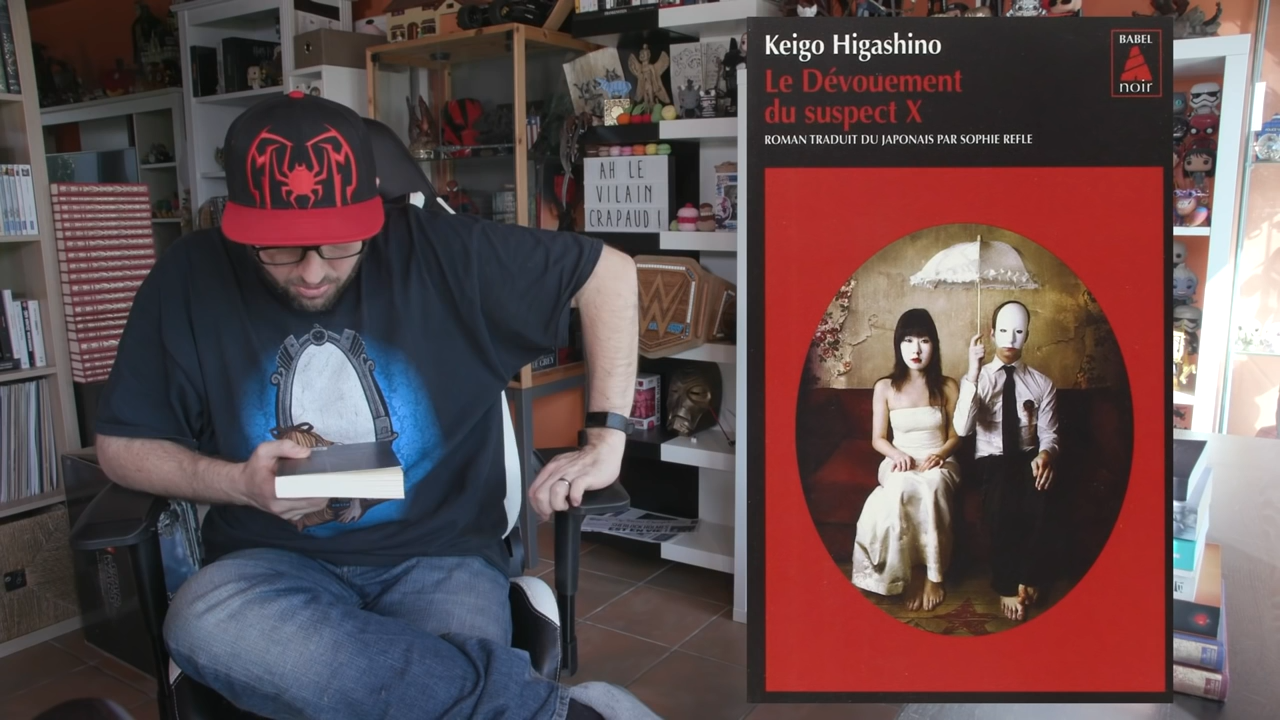 AH LE
VILAIN
CRAPAUD !
Keigo Higashino
Le Dévouement
du suspect X
ROMAN TRADUIT DU JAPONAIS PAR SOPHIE REFLE
BABEL
noir